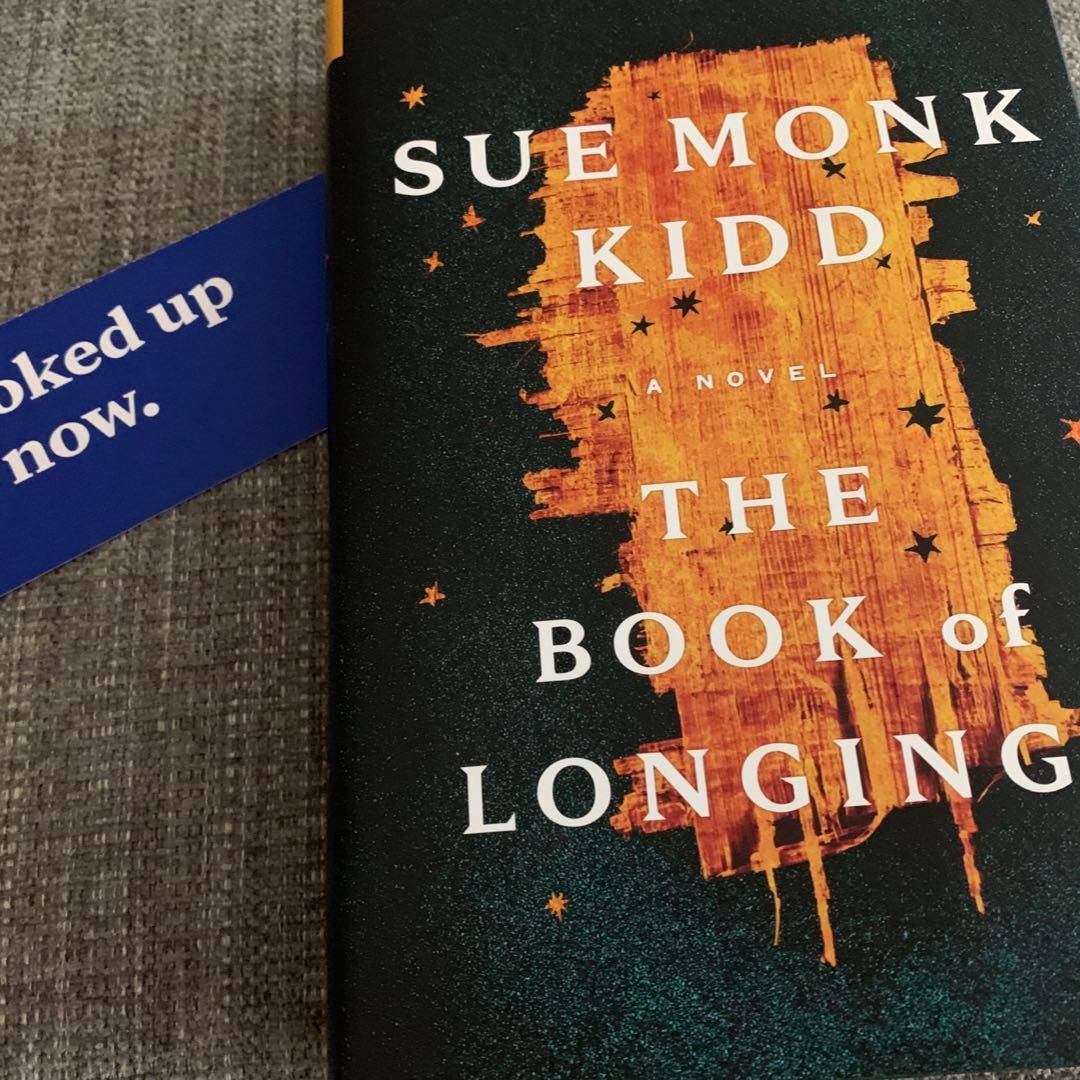 oked up
now.
SUE MONK
KIDD
A NOVEL
THE
BOOK of
LONGING